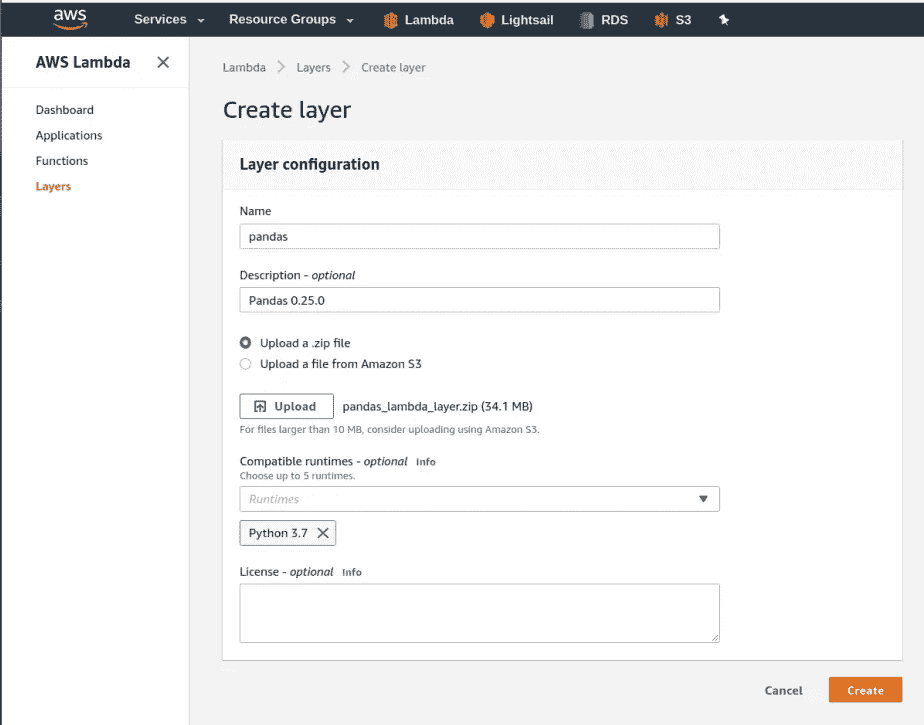 aws Services Resource Groups Lambda Lightsail RDS S3
AWS Lambda
Dashboard
Applications
Functions
Layers
Lambda Layers Create layer
Create layer
Layer configuration
Name
pandas
Description - optional
Pandas 0.25.0
Upload a .zip file
Upload a file from Amazon S3
Upload pandas_lambda_layer.zip (34.1 MB)
For files larger than 10 MB, consider uploading using Amazon S3.
Compatible runtimes - optional Info
Choose up to 5 runtimes.
Runtimes
Python 3.7
License - optional Info
Cancel Create